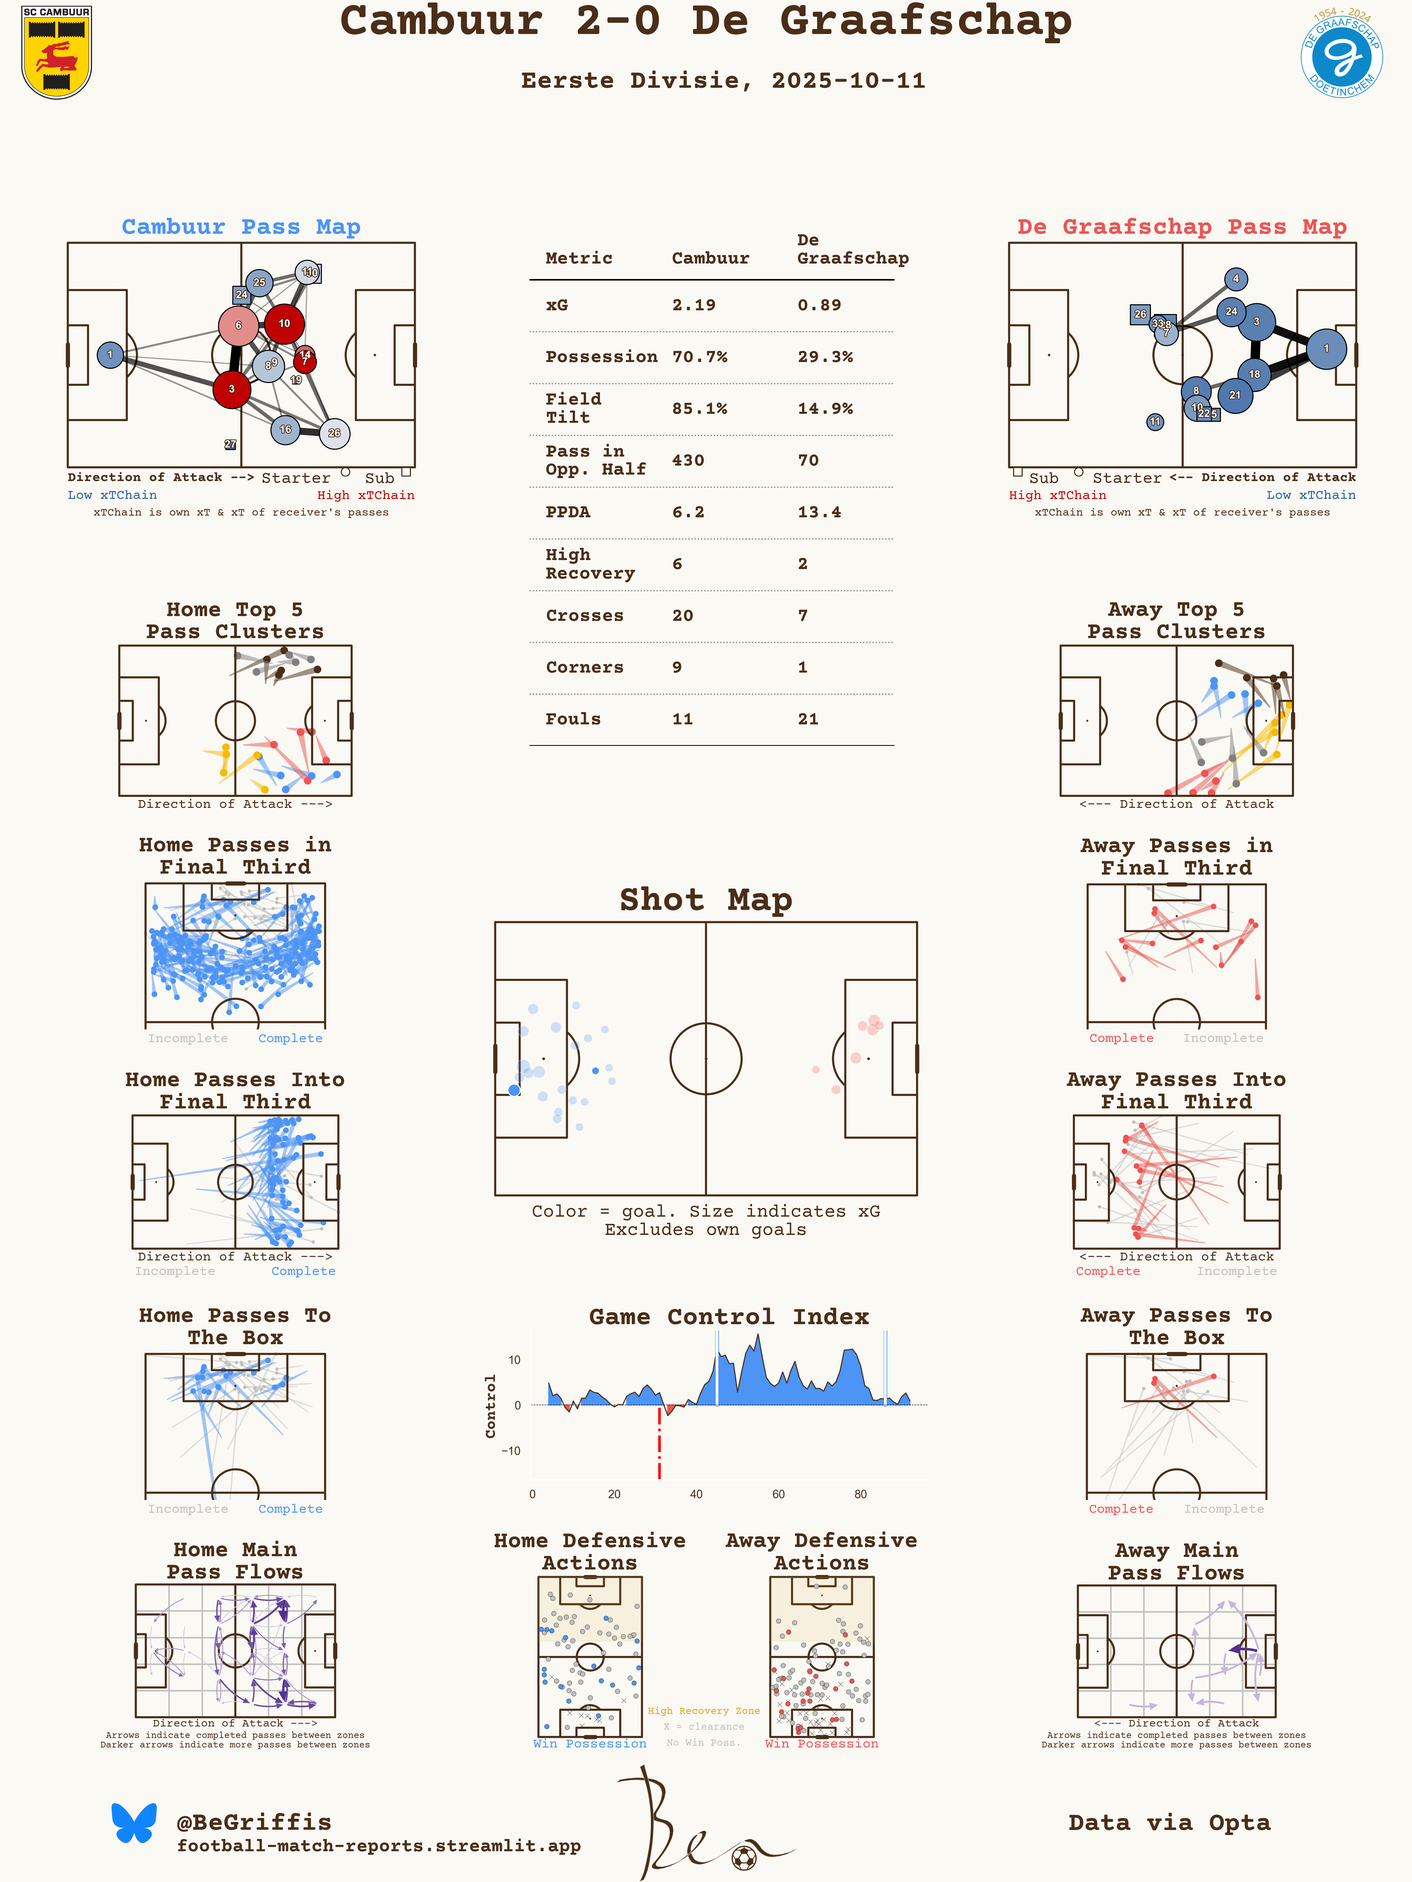 SC CAMBUUR
Cambuur 2-0 De Graafschap
Eerste Divisie, 2025-10-11
1954 - 2024
DE GRAAFSCHAP
DOETINCHEM
Cambuur Pass Map
25
24
6
10
1
8
9
14
7
19
3
16
26
27
Direction of Attack --> Starter Sub
Low xTChain High xTChain
xTChain is own xT & xT of receiver's passes
Metric Cambuur De Graafschap
xG 2.19 0.89
Possession 70.7% 29.3%
Field Tilt 85.1% 14.9%
Pass in Opp. Half 430 70
PPDA 6.2 13.4
High Recovery 6 2
Crosses 20 7
Corners 9 1
Fouls 11 21
De Graafschap Pass Map
4
26
33
7
24
3
1
18
8
21
10
22
11
Sub Starter <-- Direction of Attack
High xTChain Low xTChain
xTChain is own xT & xT of receiver's passes
Home Top 5
Pass Clusters
Direction of Attack --->
Away Top 5
Pass Clusters
<--- Direction of Attack
Home Passes in
Final Third
Incomplete Complete
Away Passes in
Final Third
Complete Incomplete
Shot Map
Color = goal. Size indicates xG
Excludes own goals
Home Passes Into
Final Third
Direction of Attack --->
Incomplete Complete
Away Passes Into
Final Third
<--- Direction of Attack
Complete Incomplete
Home Passes To
The Box
Incomplete Complete
Game Control Index
Control
10
0
−10
0 20 40 60 80
Away Passes To
The Box
Complete Incomplete
Home Main
Pass Flows
Direction of Attack --->
Arrows indicate completed passes between zones
Darker arrows indicate more passes between zones
Home Defensive
Actions
Win Possession
High Recovery Zone
X = clearance
No Win Poss.
Away Defensive
Actions
Win Possession
Away Main
Pass Flows
<--- Direction of Attack
Arrows indicate completed passes between zones
Darker arrows indicate more passes between zones
@BeGriffis
football-match-reports.streamlit.app
Ben
Data via Opta